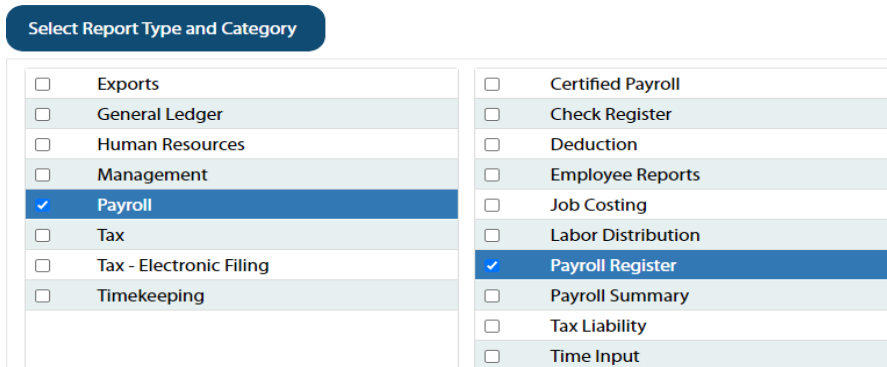 Select Report Type and Category
Exports
General Ledger
Human Resources
Management
Payroll
Tax
Tax - Electronic Filing
Timekeeping
Certified Payroll
Check Register
Deduction
Employee Reports
Job Costing
Labor Distribution
Payroll Register
Payroll Summary
Tax Liability
Time Input